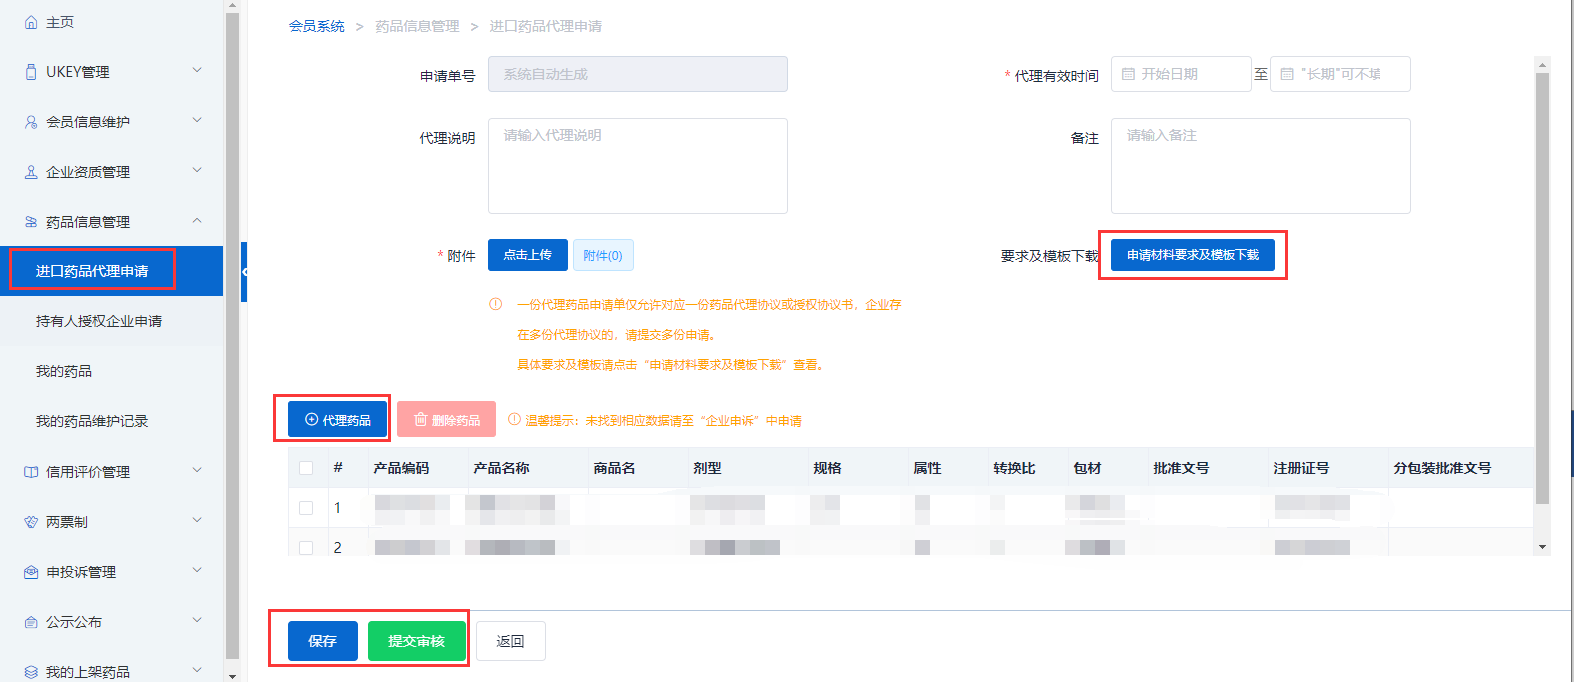 主页
UKEY管理
会员信息维护
企业资质管理
药品信息管理
进口药品代理申请
持有人授权企业申请
我的药品
我的药品维护记录
信用评价管理
两票制
申投诉管理
公示公布
我的上架药品
会员系统 > 药品信息管理 > 进口药品代理申请
申请单号 系统自动生成 * 代理有效时间 开始日期 至 "长期"可不填
代理说明 请输入代理说明 备注 请输入备注
* 附件 点击上传 附件(0) 要求及模板下载 申请材料要求及模板下载
一份代理药品申请单仅允许对应一份药品代理协议或授权协议书，企业存
在多份代理协议的，请提交多份申请。
具体要求及模板请点击“申请材料要求及模板下载”查看。
代理药品 删除药品 温馨提示：未找到相应数据请至“企业申诉”中申请
# 产品编码 产品名称 商品名 剂型 规格 属性 转换比 包材 批准文号 注册证号 分包装批准文号
1
2
保存 提交审核 返回